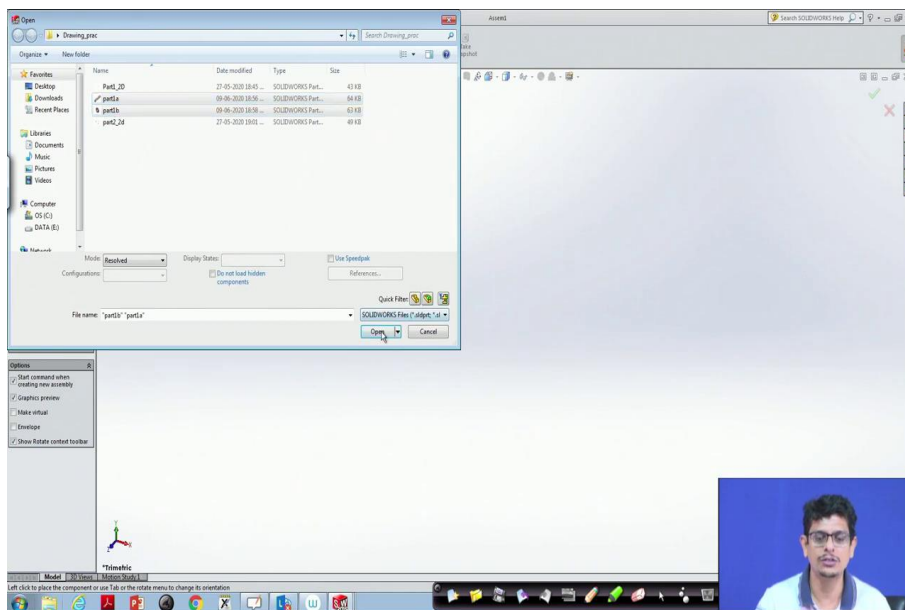 Open
Assem1
Search SOLIDWORKS Help
Drawing_prac
Search Drawing_prac
Organize
New folder
Favorites
Desktop
Downloads
Recent Places
Libraries
Documents
Music
Pictures
Videos
Computer
OS (C:)
DATA (E:)
Network
Name Date modified Type Size
Part1_2D 27-05-2020 18:45 ... SOLIDWORKS Part... 43 KB
part1a 09-06-2020 18:56 ... SOLIDWORKS Part... 64 KB
part1b 09-06-2020 18:58 ... SOLIDWORKS Part... 63 KB
part2_2d 27-05-2020 19:01 ... SOLIDWORKS Part... 49 KB
Mode: Resolved
Display States:
Use Speedpak
Configurations:
Do not load hidden
components
References...
Quick Filter:
File name: "part1b" "part1a"
SOLIDWORKS Files (*.sldprt; *.sl
Open
Cancel
Options
Start command when
creating new assembly
Graphics preview
Make virtual
Envelope
Show Rotate context toolbar
*Trimetric
Model 3D Views Motion Study 1
Left click to place the component or use Tab or the rotate menu to change its orientation